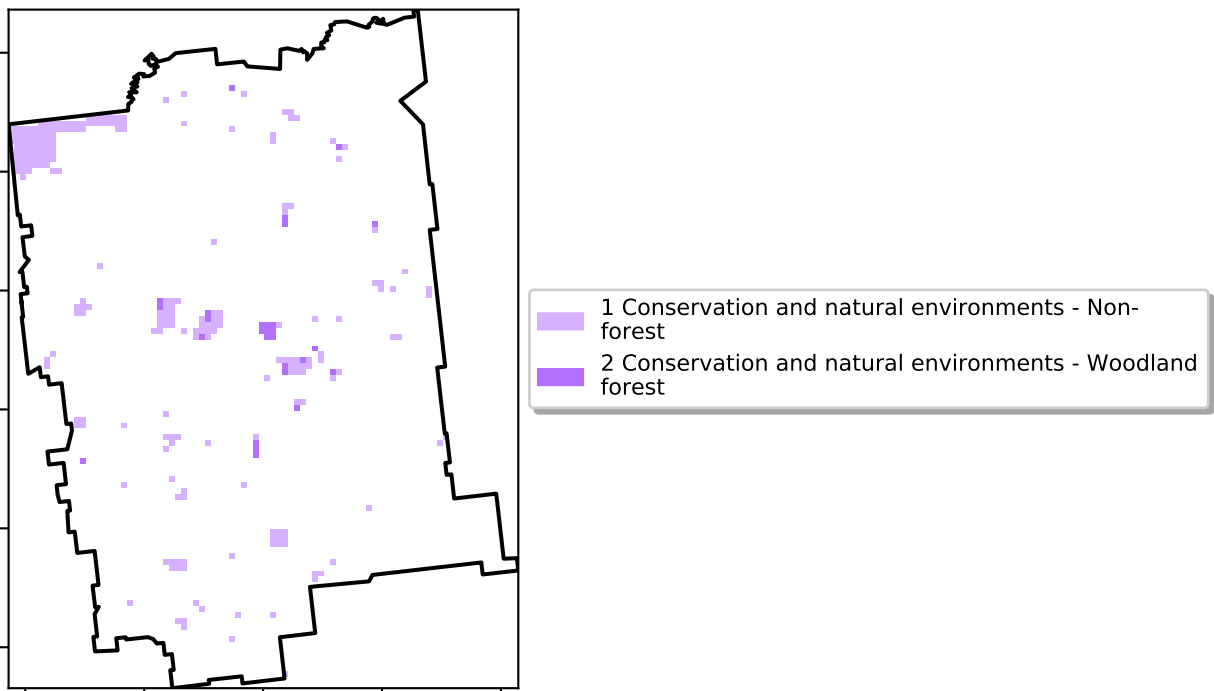 1 Conservation and natural environments - Non-
forest
2 Conservation and natural environments - Woodland
forest